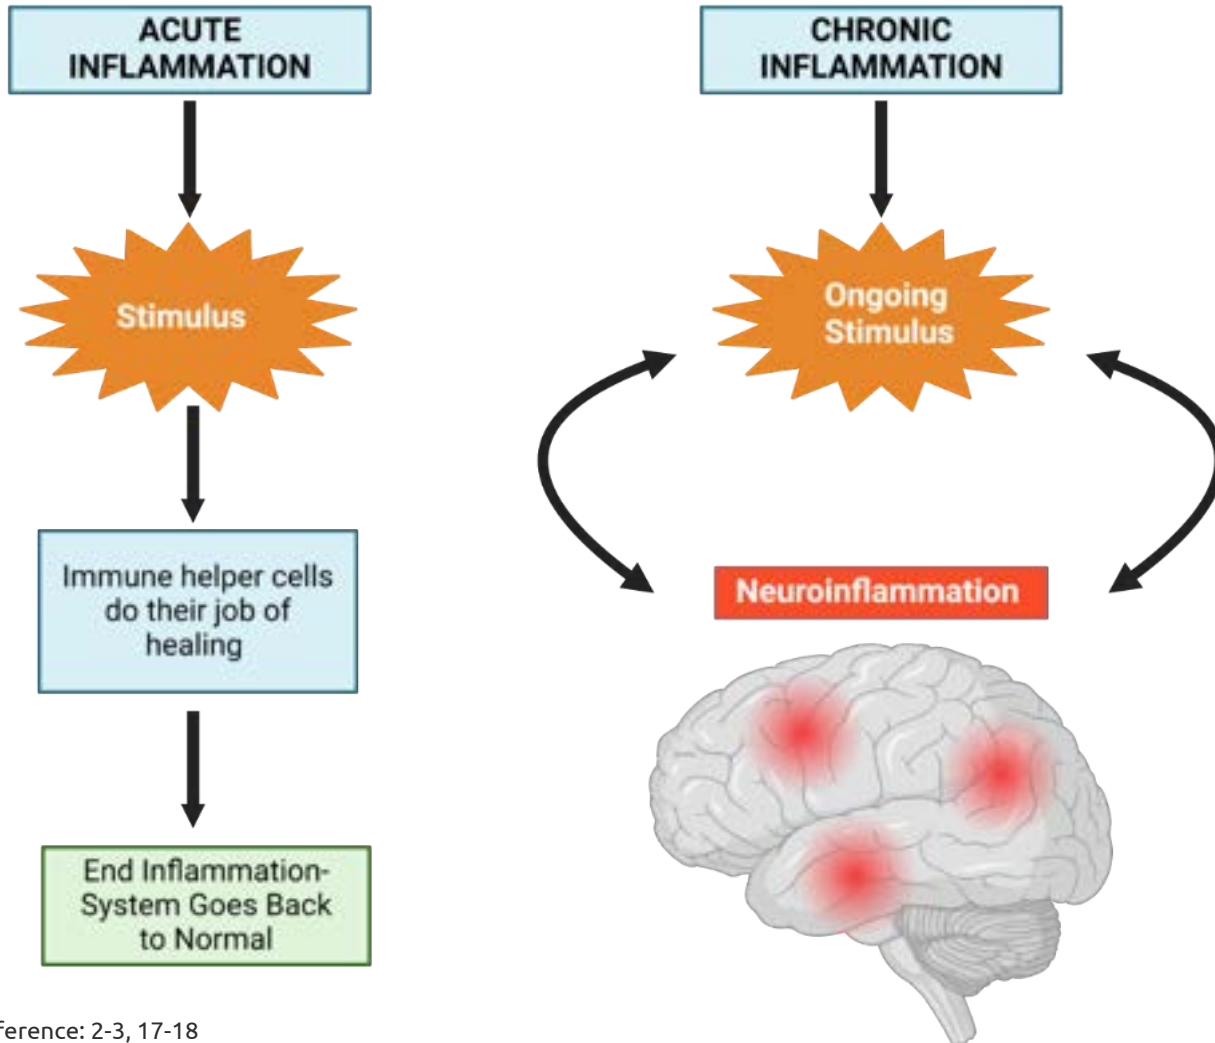 ACUTE
INFLAMMATION
Stimulus
Immune helper cells
do their job of
healing
End Inflammation-
System Goes Back
to Normal
CHRONIC
INFLAMMATION
Ongoing
Stimulus
Neuroinflammation
ference: 2-3, 17-18